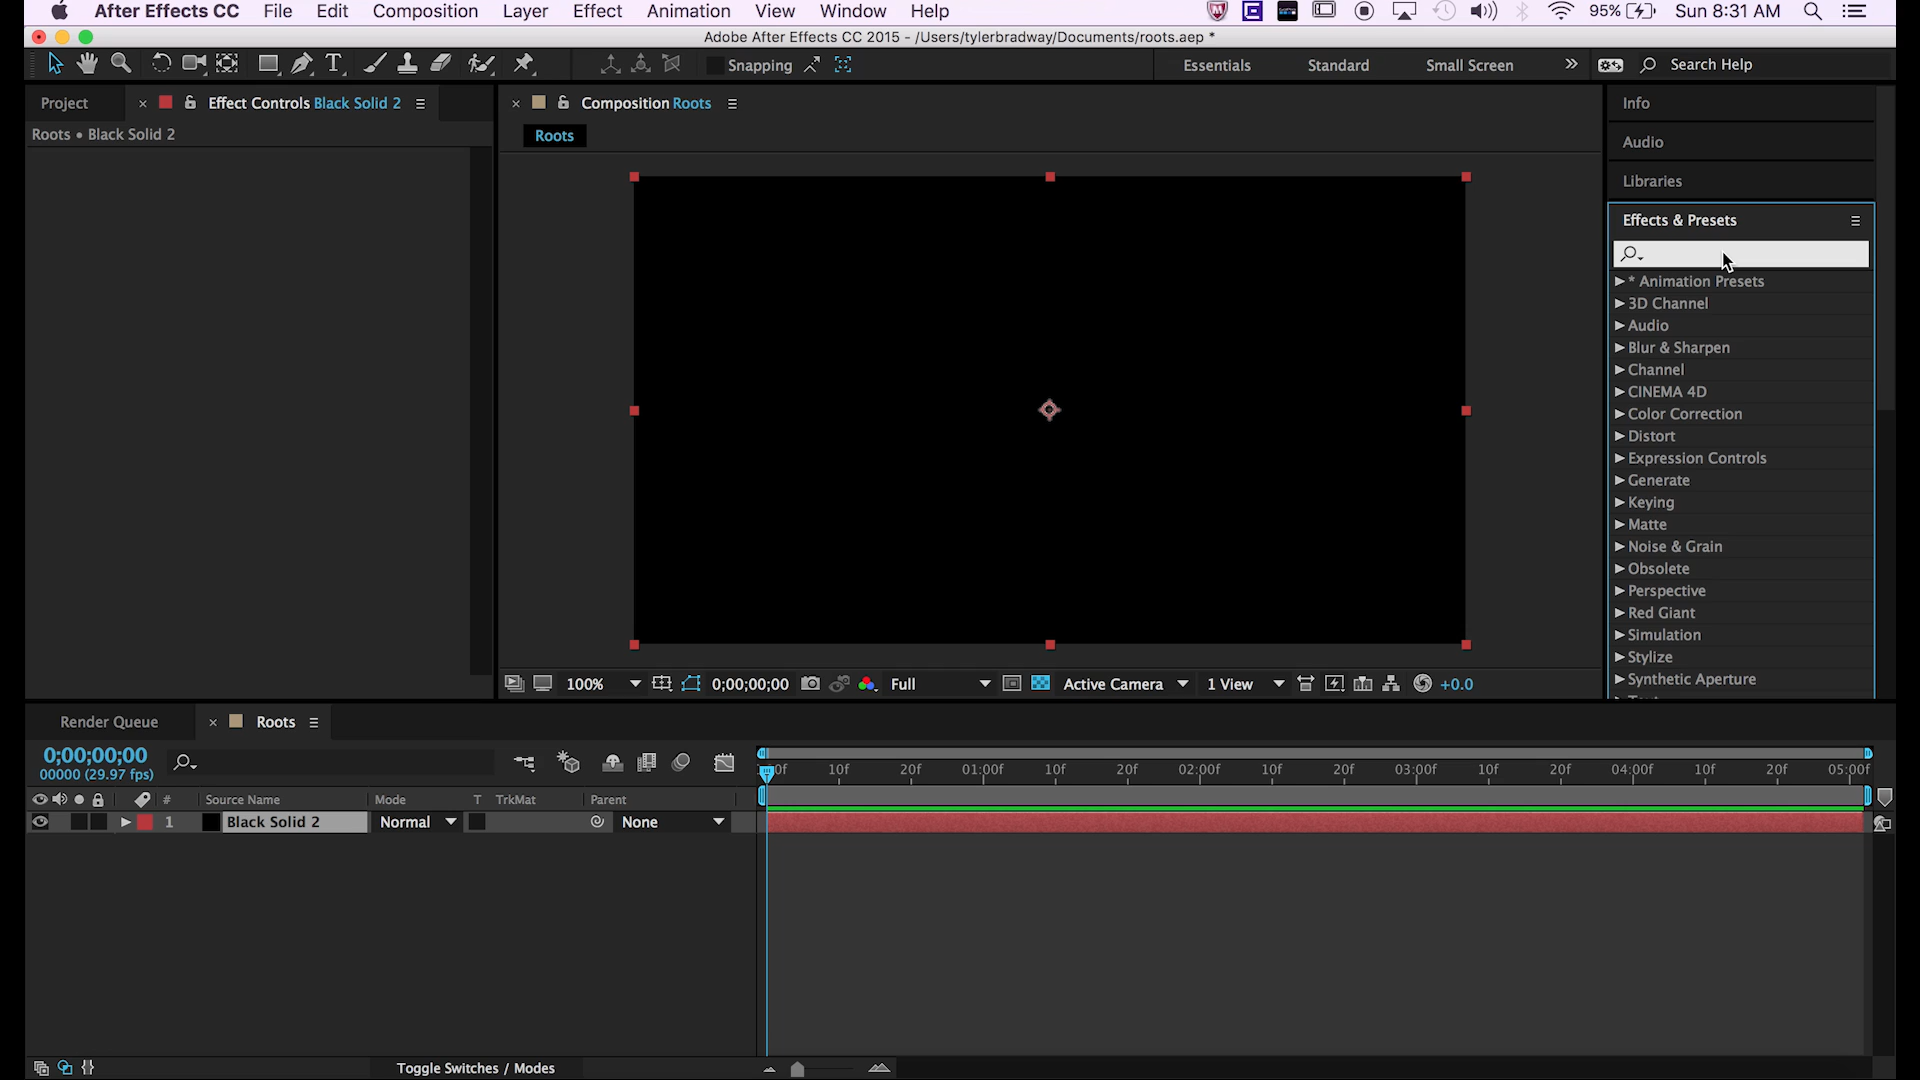 After Effects CC File Edit Composition Layer Effect Animation View Window Help 95% Sun 8:31 AM
Adobe After Effects CC 2015 - /Users/tylerbradway/Documents/roots.aep *
Snapping Essentials Standard Small Screen Search Help
Project Effect Controls Black Solid 2
Roots • Black Solid 2
Composition Roots
Roots
Info
Audio
Libraries
Effects & Presets
* Animation Presets
3D Channel
Audio
Blur & Sharpen
Channel
CINEMA 4D
Color Correction
Distort
Expression Controls
Generate
Keying
Matte
Noise & Grain
Obsolete
Perspective
Red Giant
Simulation
Stylize
Synthetic Aperture
100% 0;00;00;00 Full Active Camera 1 View +0.0
Render Queue Roots
0;00;00;00
00000 (29.97 fps)
10f 20f 01:00f 10f 20f 02:00f 10f 20f 03:00f 10f 20f 04:00f 10f 20f 05:00f
# Source Name Mode T TrkMat Parent
1 Black Solid 2 Normal None
Toggle Switches / Modes